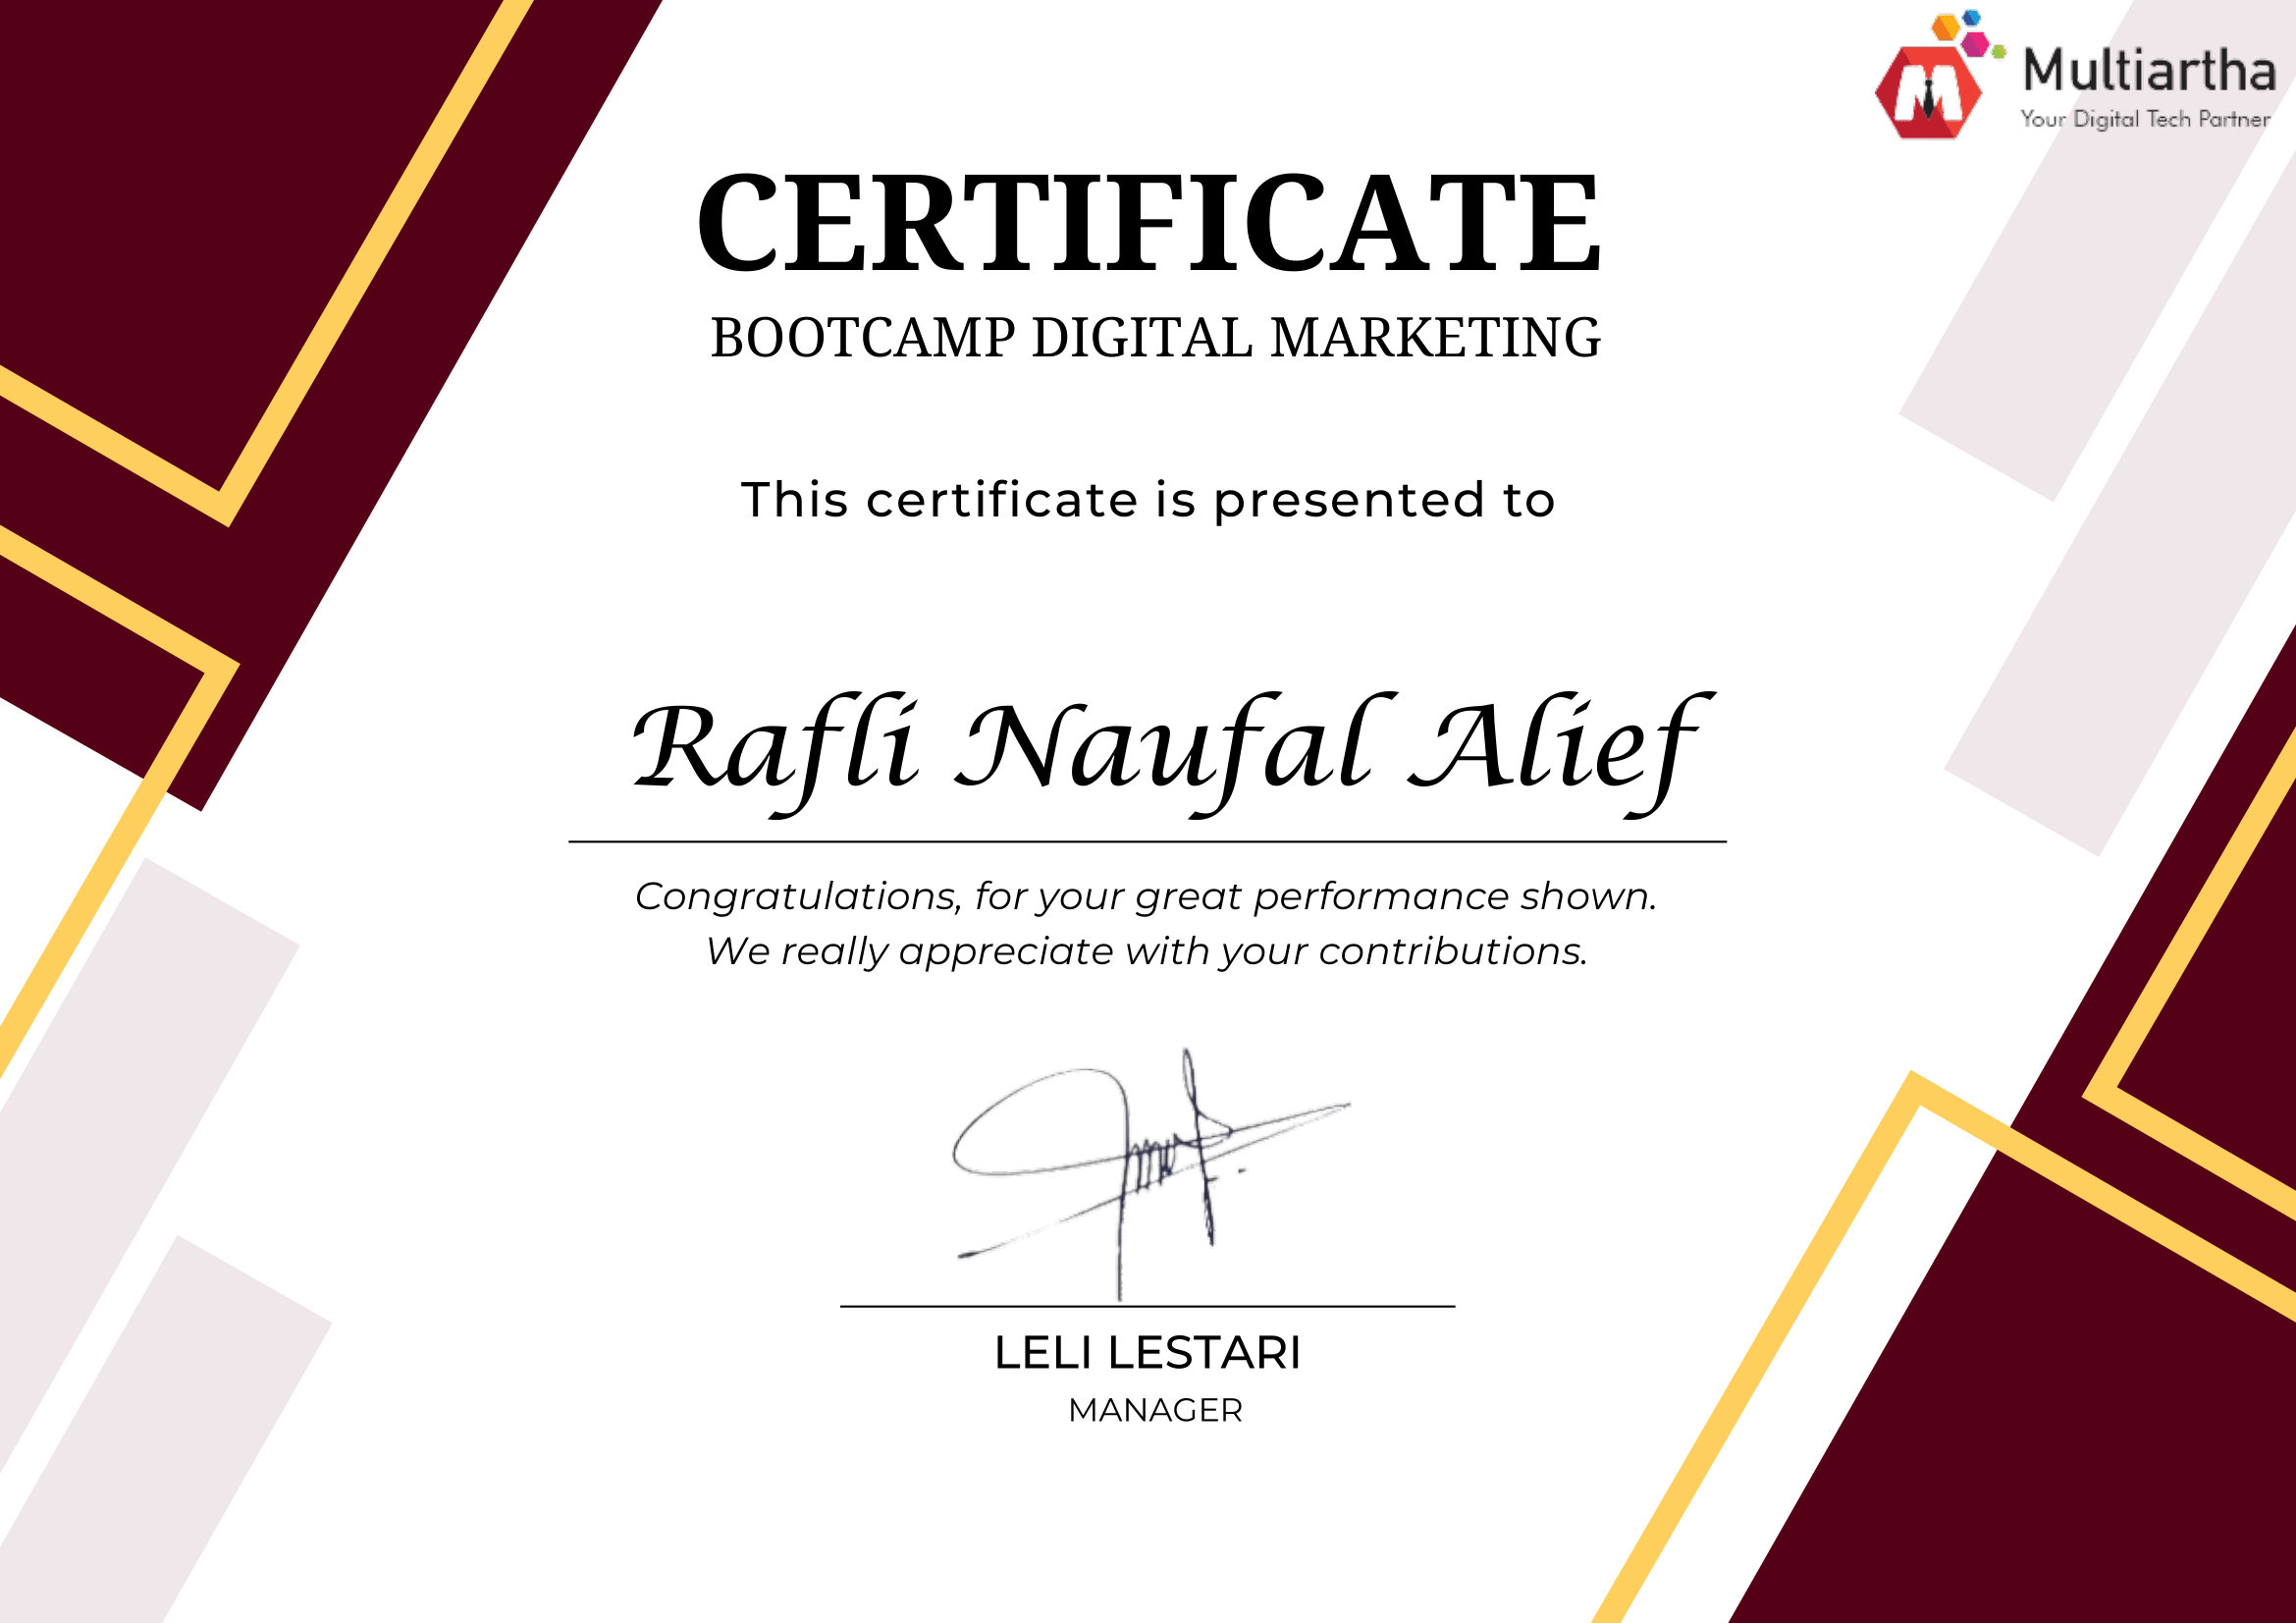 Multiartha
Your Digital Tech Partner
CERTIFICATE
BOOTCAMP DIGITAL MARKETING
This certificate is presented to
Rafli Naufal Alief
Congratulations, for your great performance shown.
We really appreciate with your contributions.
LELI LESTARI
MANAGER